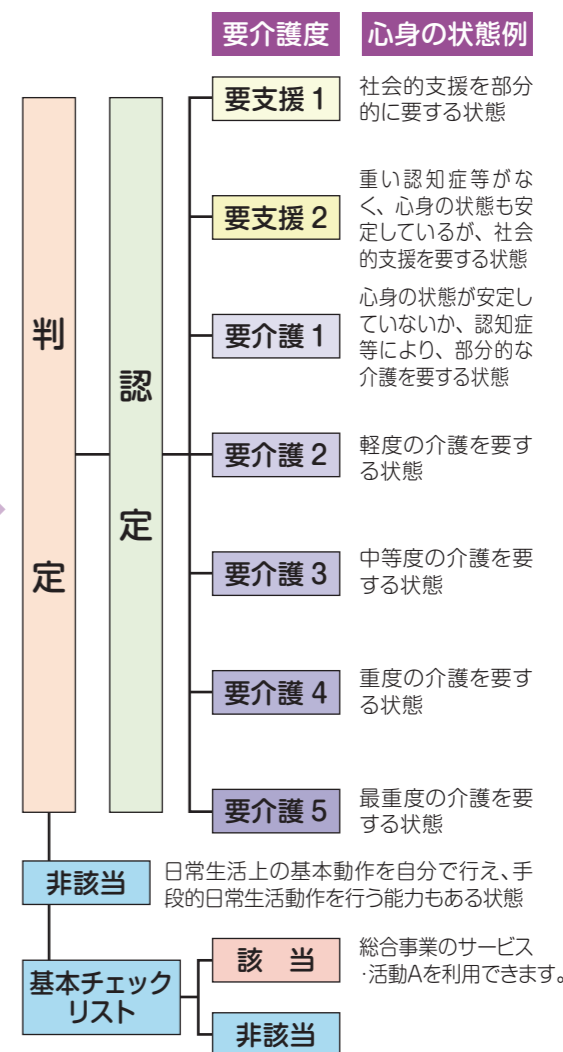 要介護度
心身の状態例
判定
認定
要支援 1
社会的支援を部分
的に要する状態
要支援 2
重い認知症等がな
く、心身の状態も安
定しているが、社会
的支援を要する状態
要介護 1
心身の状態が安定し
ていないか、認知症
等により、部分的な
介護を要する状態
要介護 2
軽度の介護を要す
る状態
要介護 3
中等度の介護を要
する状態
要介護 4
重度の介護を要す
る状態
要介護 5
最重度の介護を要
する状態
非該当
日常生活上の基本動作を自分で行え、手
段的日常生活動作を行う能力もある状態
基本チェック
リスト
該 当
総合事業のサービス
・活動Aを利用できます。
非該当